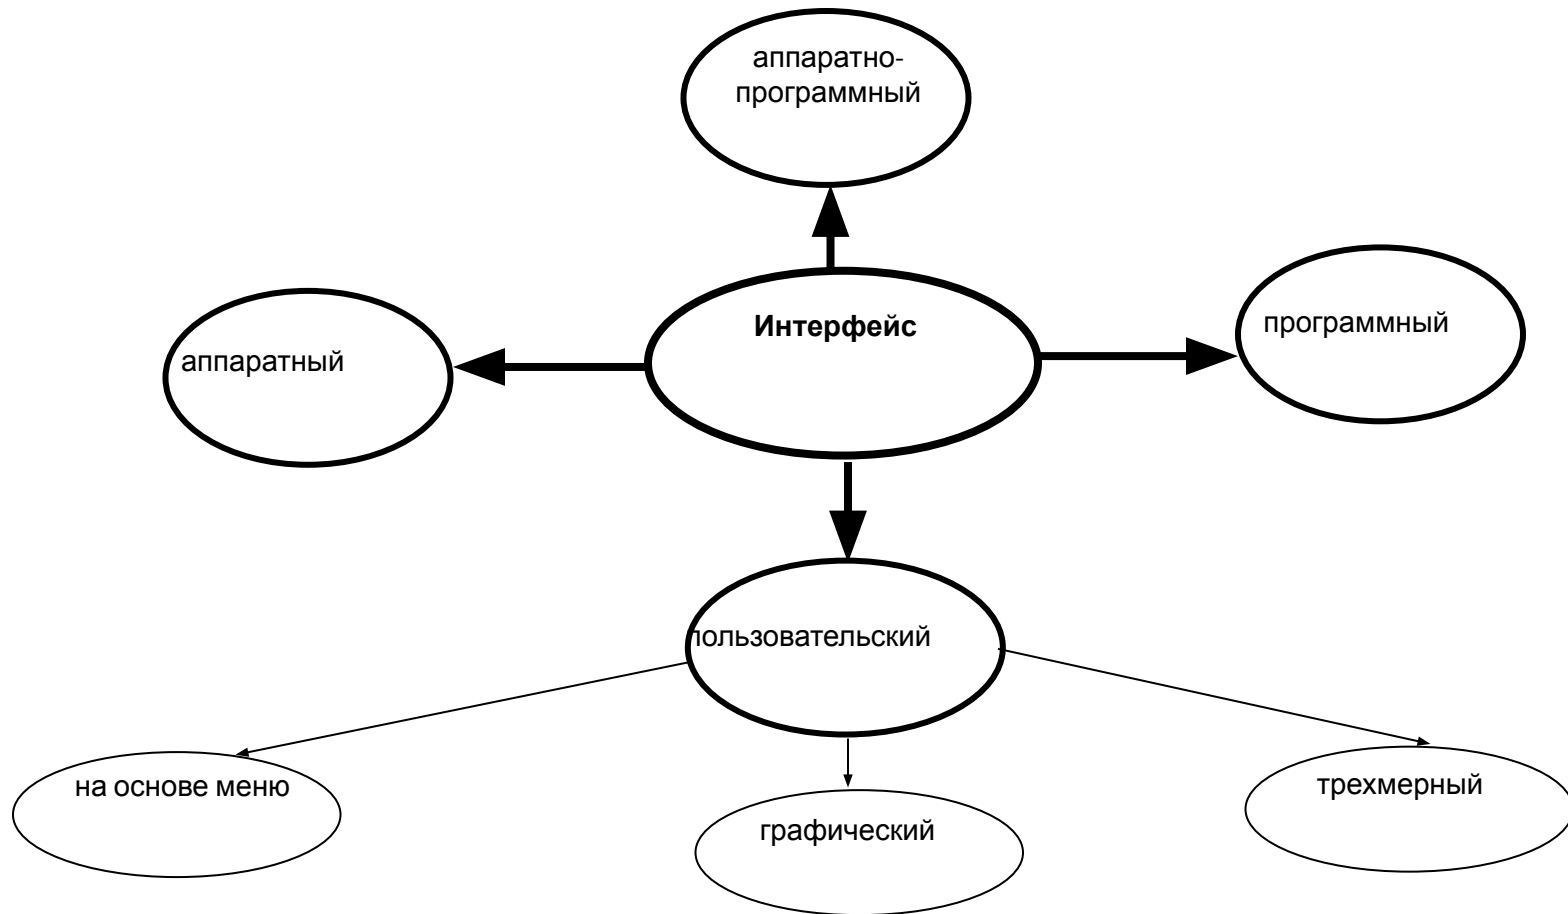 аппаратно-
программный
Интерфейс
программный
аппаратный
пользовательский
на основе меню
трехмерный
графический